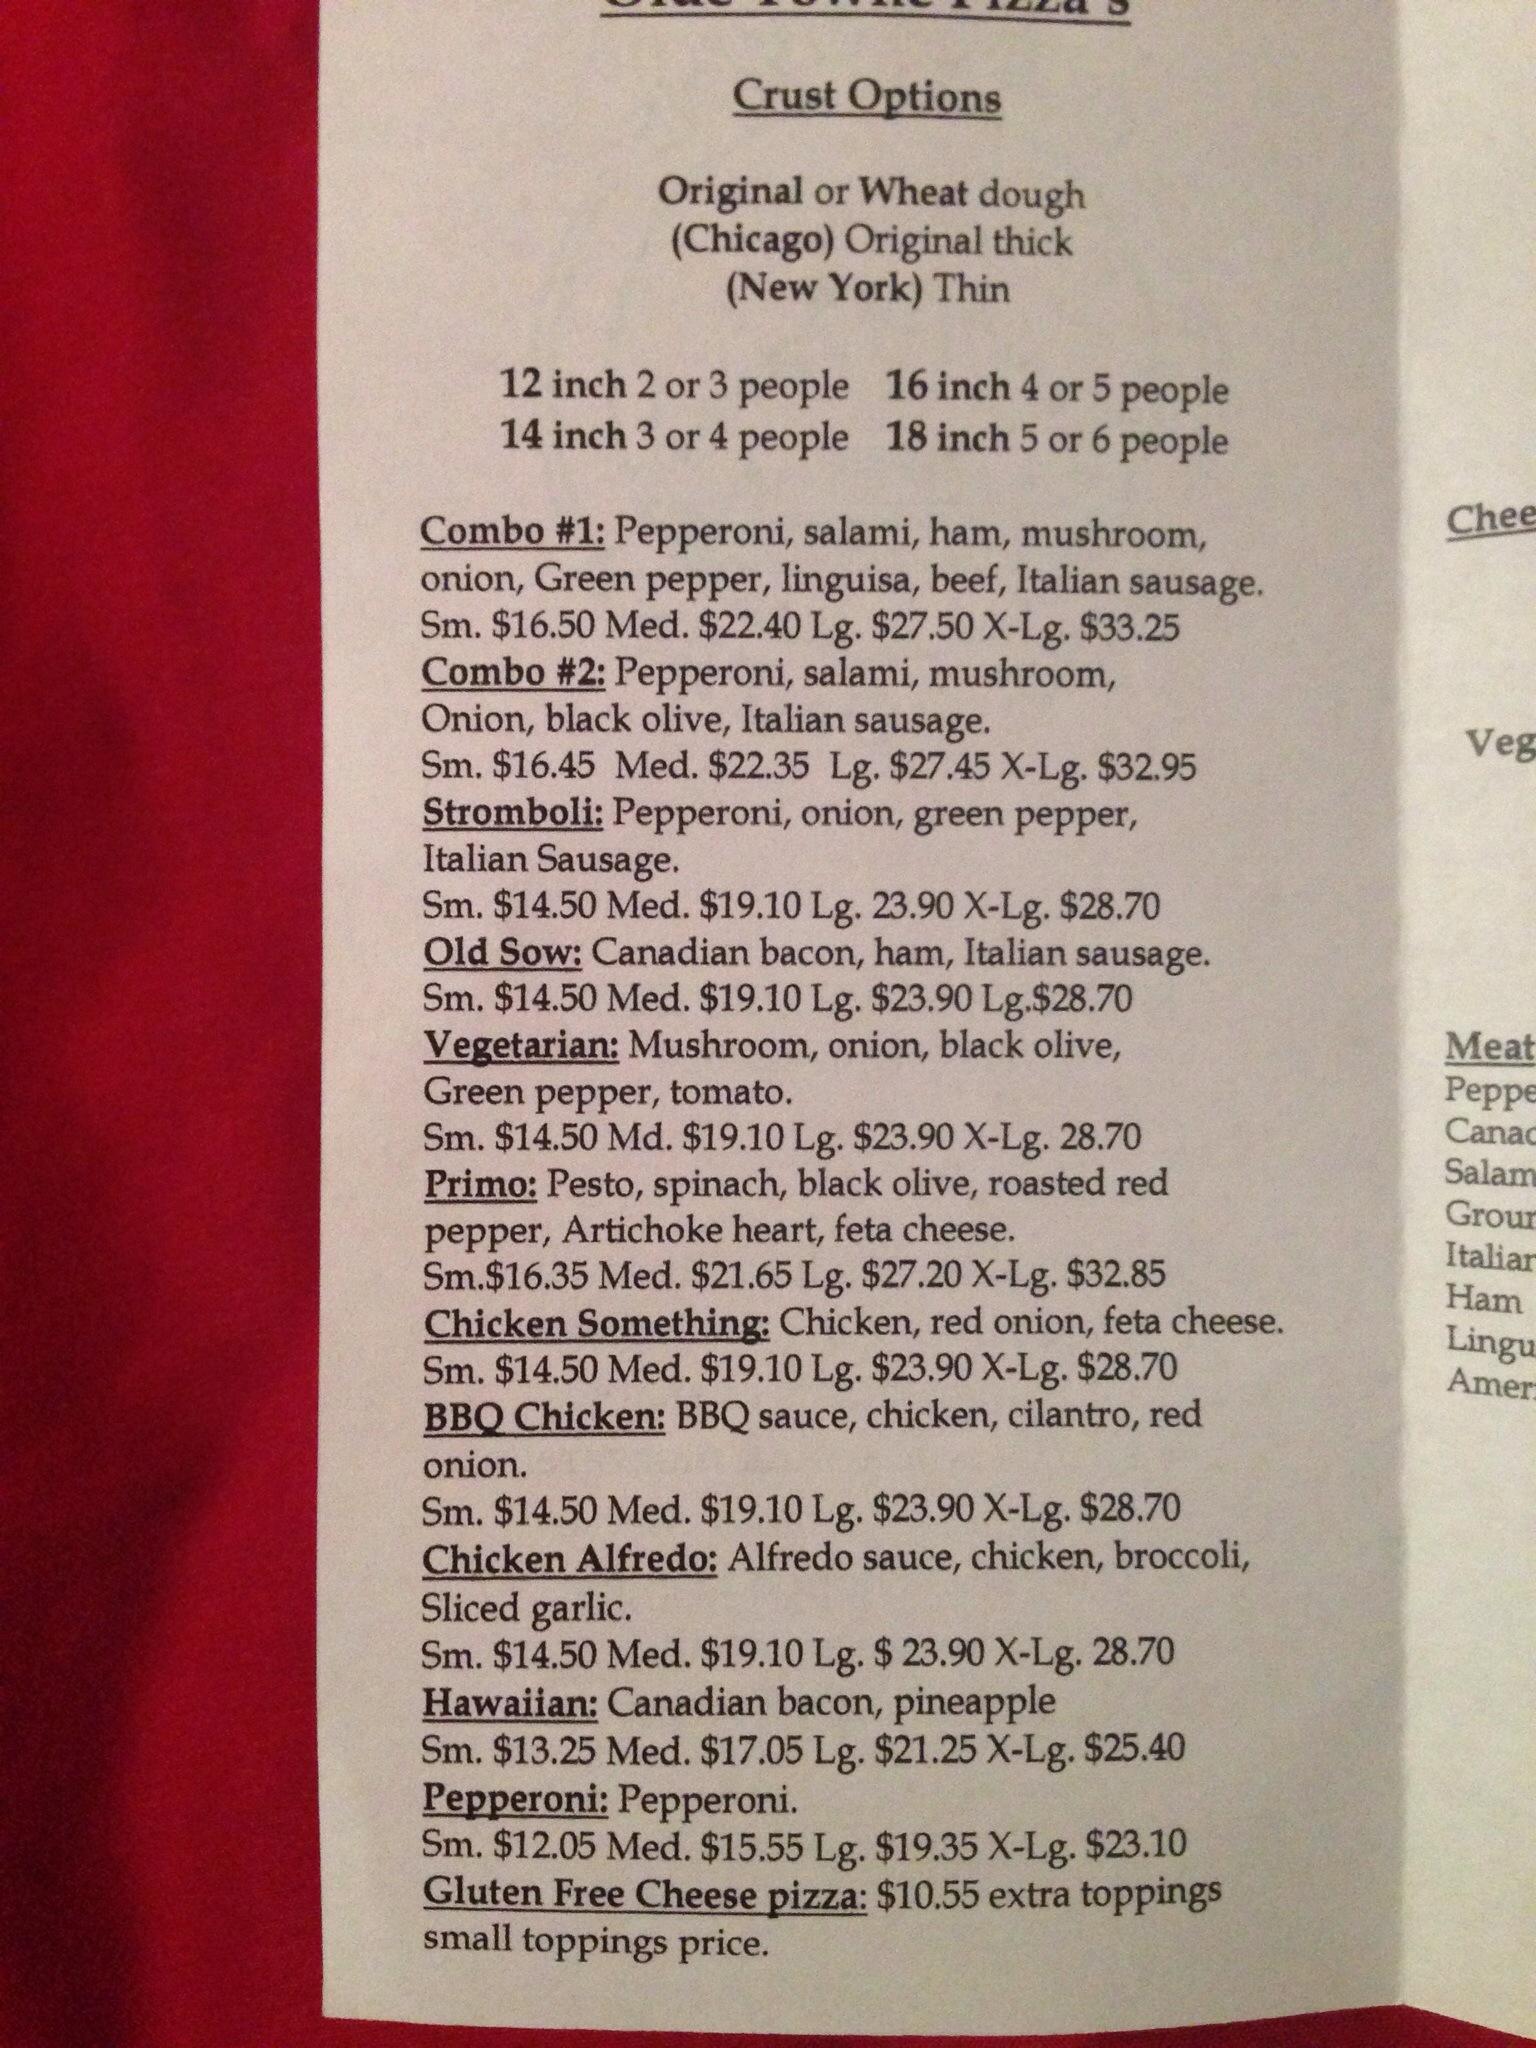 Olde Towne Pizza's
Crust Options
Original or Wheat dough
(Chicago) Original thick
(New York) Thin
12 inch 2 or 3 people 16 inch 4 or 5 people
14 inch 3 or 4 people 18 inch 5 or 6 people
Combo #1: Pepperoni, salami, ham, mushroom,
onion, Green pepper, linguisa, beef, Italian sausage.
Sm. $16.50 Med. $22.40 Lg. $27.50 X-Lg. $33.25
Combo #2: Pepperoni, salami, mushroom,
Onion, black olive, Italian sausage.
Sm. $16.45 Med. $22.35 Lg. $27.45 X-Lg. $32.95
Stromboli: Pepperoni, onion, green pepper,
Italian Sausage.
Sm. $14.50 Med. $19.10 Lg. 23.90 X-Lg. $28.70
Old Sow: Canadian bacon, ham, Italian sausage.
Sm. $14.50 Med. $19.10 Lg. $23.90 Lg.$28.70
Vegetarian: Mushroom, onion, black olive,
Green pepper, tomato.
Sm. $14.50 Md. $19.10 Lg. $23.90 X-Lg. 28.70
Primo: Pesto, spinach, black olive, roasted red
pepper, Artichoke heart, feta cheese.
Sm.$16.35 Med. $21.65 Lg. $27.20 X-Lg. $32.85
Chicken Something: Chicken, red onion, feta cheese.
Sm. $14.50 Med. $19.10 Lg. $23.90 X-Lg. $28.70
BBQ Chicken: BBQ sauce, chicken, cilantro, red
onion.
Sm. $14.50 Med. $19.10 Lg. $23.90 X-Lg. $28.70
Chicken Alfredo: Alfredo sauce, chicken, broccoli,
Sliced garlic.
Sm. $14.50 Med. $19.10 Lg. $ 23.90 X-Lg. 28.70
Hawaiian: Canadian bacon, pineapple
Sm. $13.25 Med. $17.05 Lg. $21.25 X-Lg. $25.40
Pepperoni: Pepperoni.
Sm. $12.05 Med. $15.55 Lg. $19.35 X-Lg. $23.10
Gluten Free Cheese pizza: $10.55 extra toppings
small toppings price.
Chee
Veg
Meat
Peppe
Canad
Salam
Groun
Italian
Ham
Lingu
Ameri